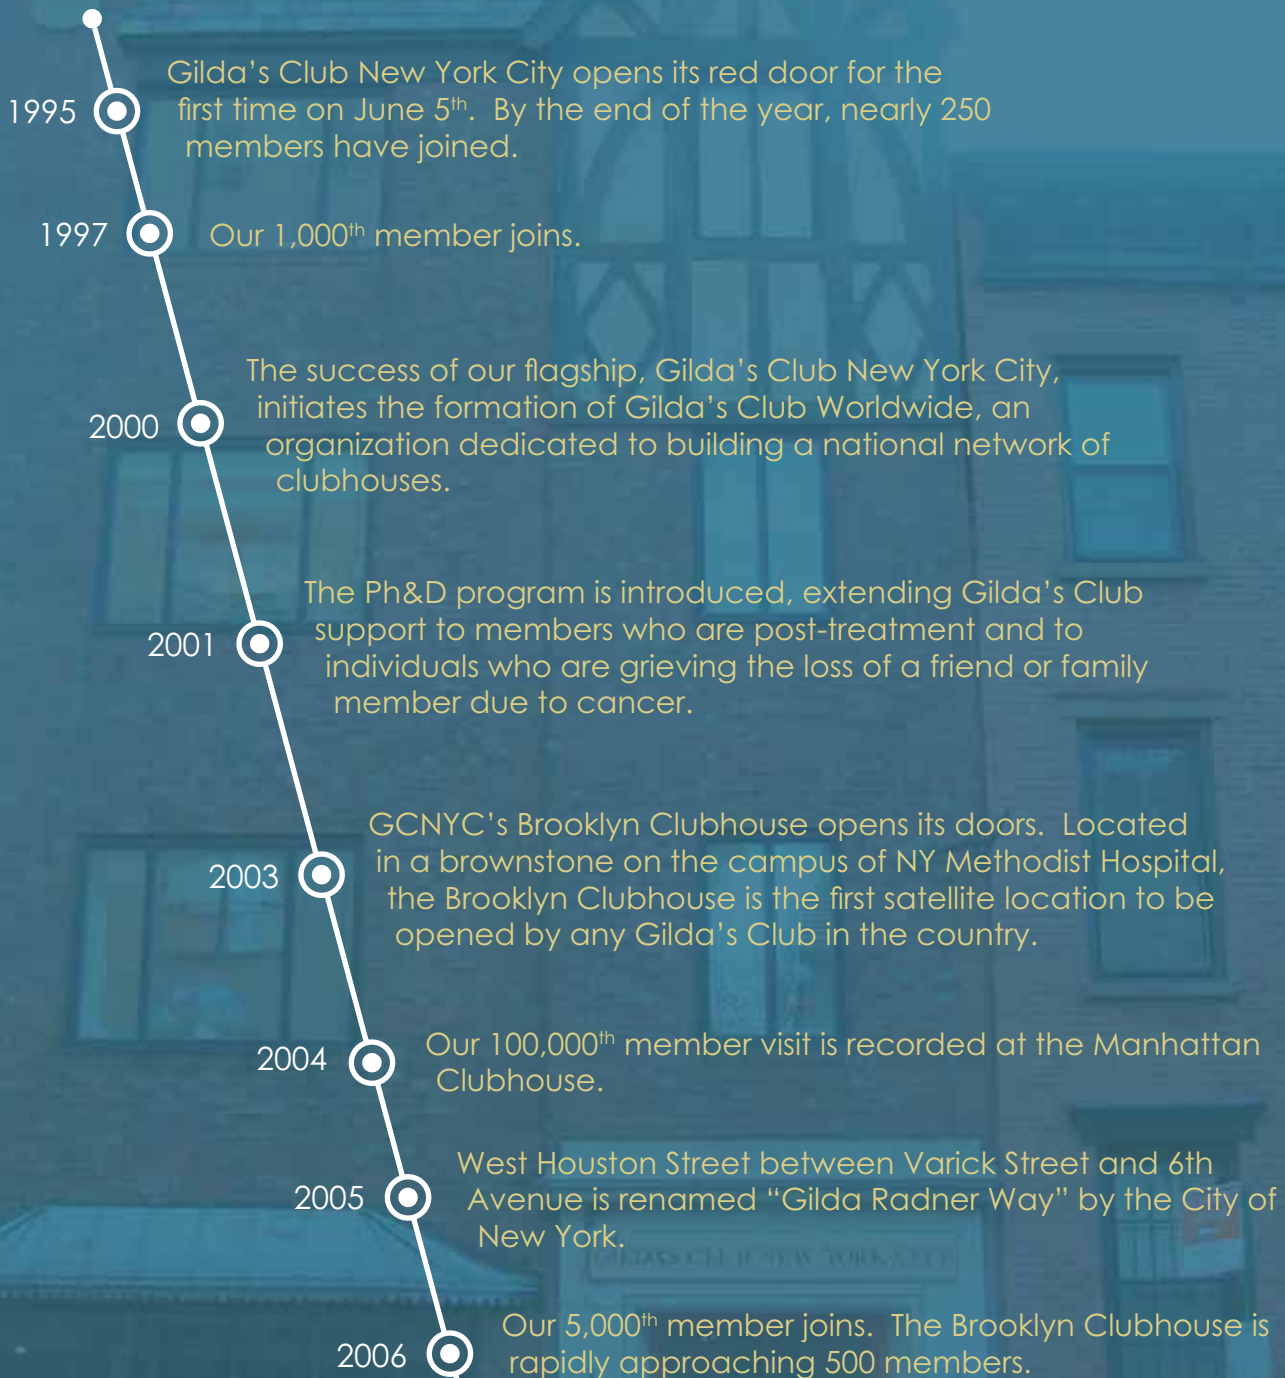 Gilda's Club New York City opens its red door for the
1995
first time on June 5th. By the end of the year, nearly 250
members have joined.
1997
Our 1,000th member joins.
The success of our flagship, Gilda's Club New York City,
initiates the formation of Gilda's Club Worldwide, an
2000
organization dedicated to building a national network of
clubhouses.
The Ph&D program is introduced, extending Gilda's Club
support to members who are post-treatment and to
2001
individuals who are grieving the loss of a friend or family
member due to cancer.
GCNYC's Brooklyn Clubhouse opens its doors. Located
in a brownstone on the campus of NY Methodist Hospital,
2003
the Brooklyn Clubhouse is the first satellite location to be
opened by any Gilda's Club in the country.
Our 100,000th member visit is recorded at the Manhattan
2004
Clubhouse.
West Houston Street between Varick Street and 6th
2005
Avenue is renamed “Gilda Radner Way” by the City of
New York.
GILDA'S CLUB NEW YORK CITY
Our 5,000th member joins. The Brooklyn Clubhouse is
2006
rapidly approaching 500 members.